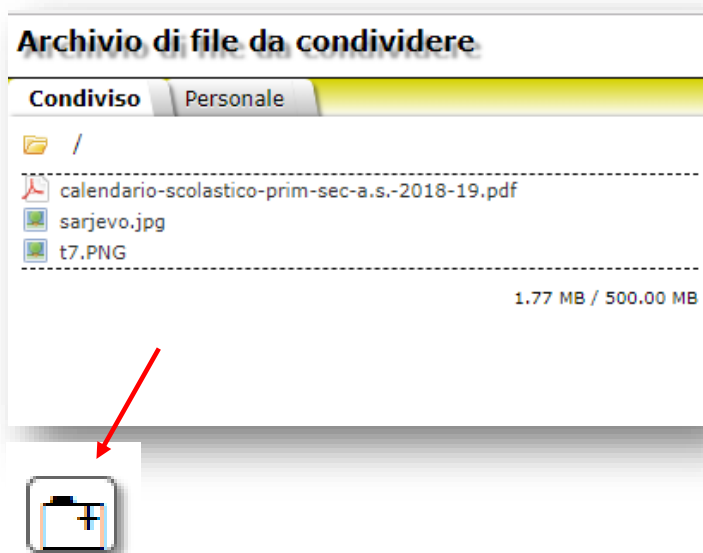 Archivio di file da condividere
Condiviso Personale
/
calendario-scolastico-prim-sec-a.s.-2018-19.pdf
sarjevo.jpg
t7.PNG
1.77 MB / 500.00 MB